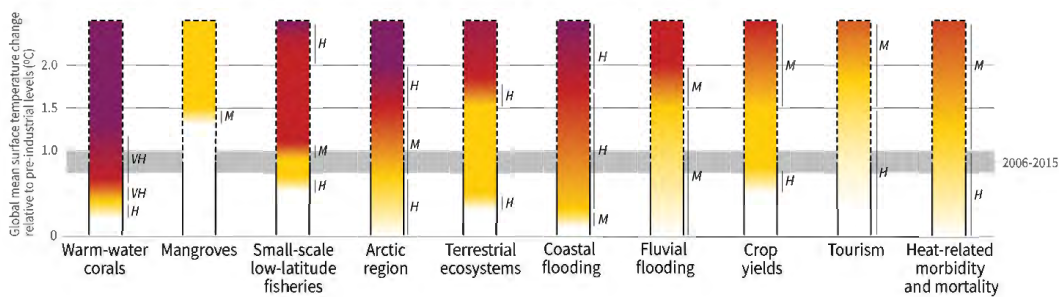 Global mean surface temperature change
relative to pre-industrial levels (°C)
2.0
1.5
1.0
0
2006-2015
VH
VH
H
M
H
M
H
H
M
H
H
H
H
H
M
M
M
M
H
M
H
M
H
Warm-water
corals
Mangroves
Small-scale
low-latitude
fisheries
Arctic
region
Terrestrial
ecosystems
Coastal
flooding
Fluvial
flooding
Crop
yields
Tourism
Heat-related
morbidity
and mortality